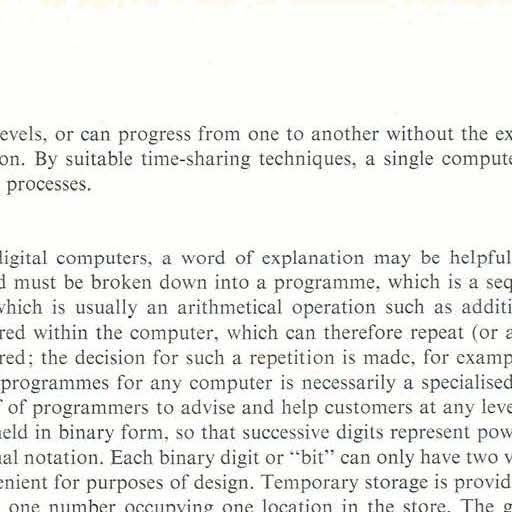 evels, or can progress from one to another without the ex
on. By suitable time-sharing techniques, a single compute
processes.
digital computers, a word of explanation may be helpful
d must be broken down into a programme, which is a seq
which is usually an arithmetical operation such as additi
red within the computer, which can therefore repeat (or a
red; the decision for such a repetition is made, for examp
programmes for any computer is necessarily a specialised
f of programmers to advise and help customers at any leve
held in binary form, so that successive digits represent pow
al notation. Each binary digit or “bit” can only have two v
enient for purposes of design. Temporary storage is provid
one number occupying one location in the store. The g